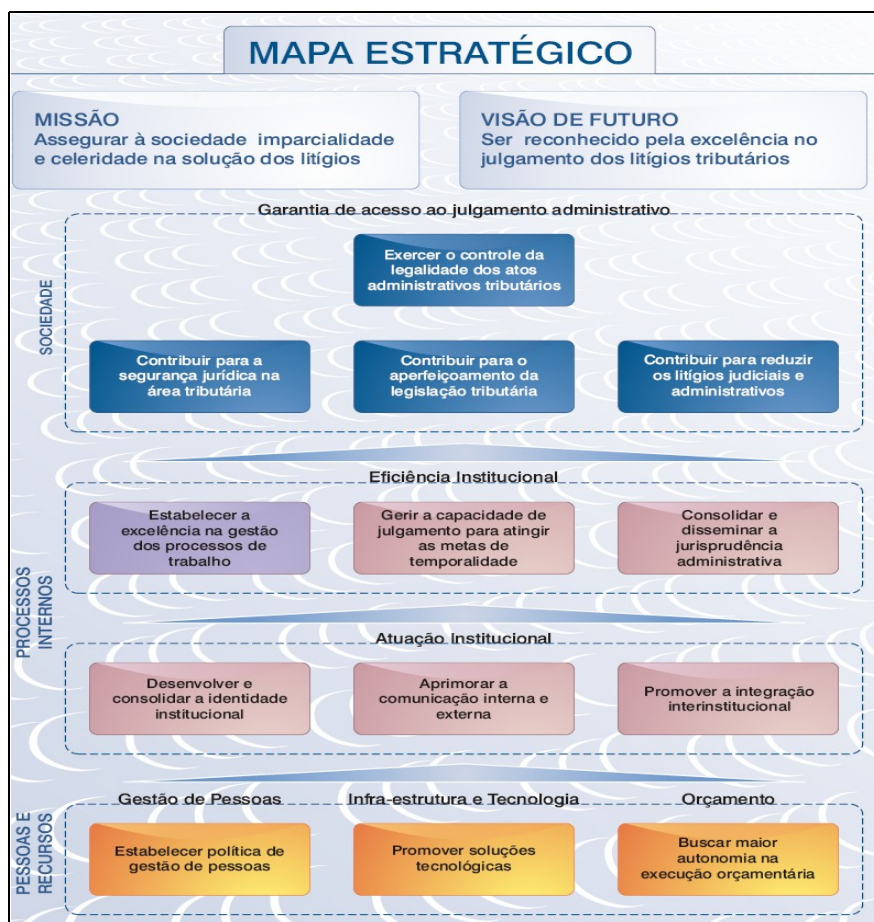 MAPA ESTRATÉGICO
MISSÃO
Assegurar à sociedade imparcialidade
e celeridade na solução dos litígios
VISÃO DE FUTURO
Ser reconhecido pela excelência no
julgamento dos litígios tributários
SOCIEDADE
Garantia de acesso ao julgamento administrativo
Exercer o controle da
legalidade dos atos
administrativos tributários
Contribuir para a
segurança jurídica na
área tributária
Contribuir para o
aperfeiçoamento da
legislação tributária
Contribuir para reduzir
os litígios judiciais e
administrativos
PROCESSOS
INTERNOS
Eficiência Institucional
Estabelecer a
excelência na gestão
dos processos de
trabalho
Gerir a capacidade de
julgamento para atingir
as metas de
temporalidade
Consolidar e
disseminar a
jurisprudência
administrativa
Atuação Institucional
Desenvolver e
consolidar a identidade
institucional
Aprimorar a
comunicação interna e
externa
Promover a integração
interinstitucional
PESSOAS E
RECURSOS
Gestão de Pessoas
Estabelecer política de
gestão de pessoas
Infra-estrutura e Tecnologia
Promover soluções
tecnológicas
Orçamento
Buscar maior
autonomia na
execução orçamentária